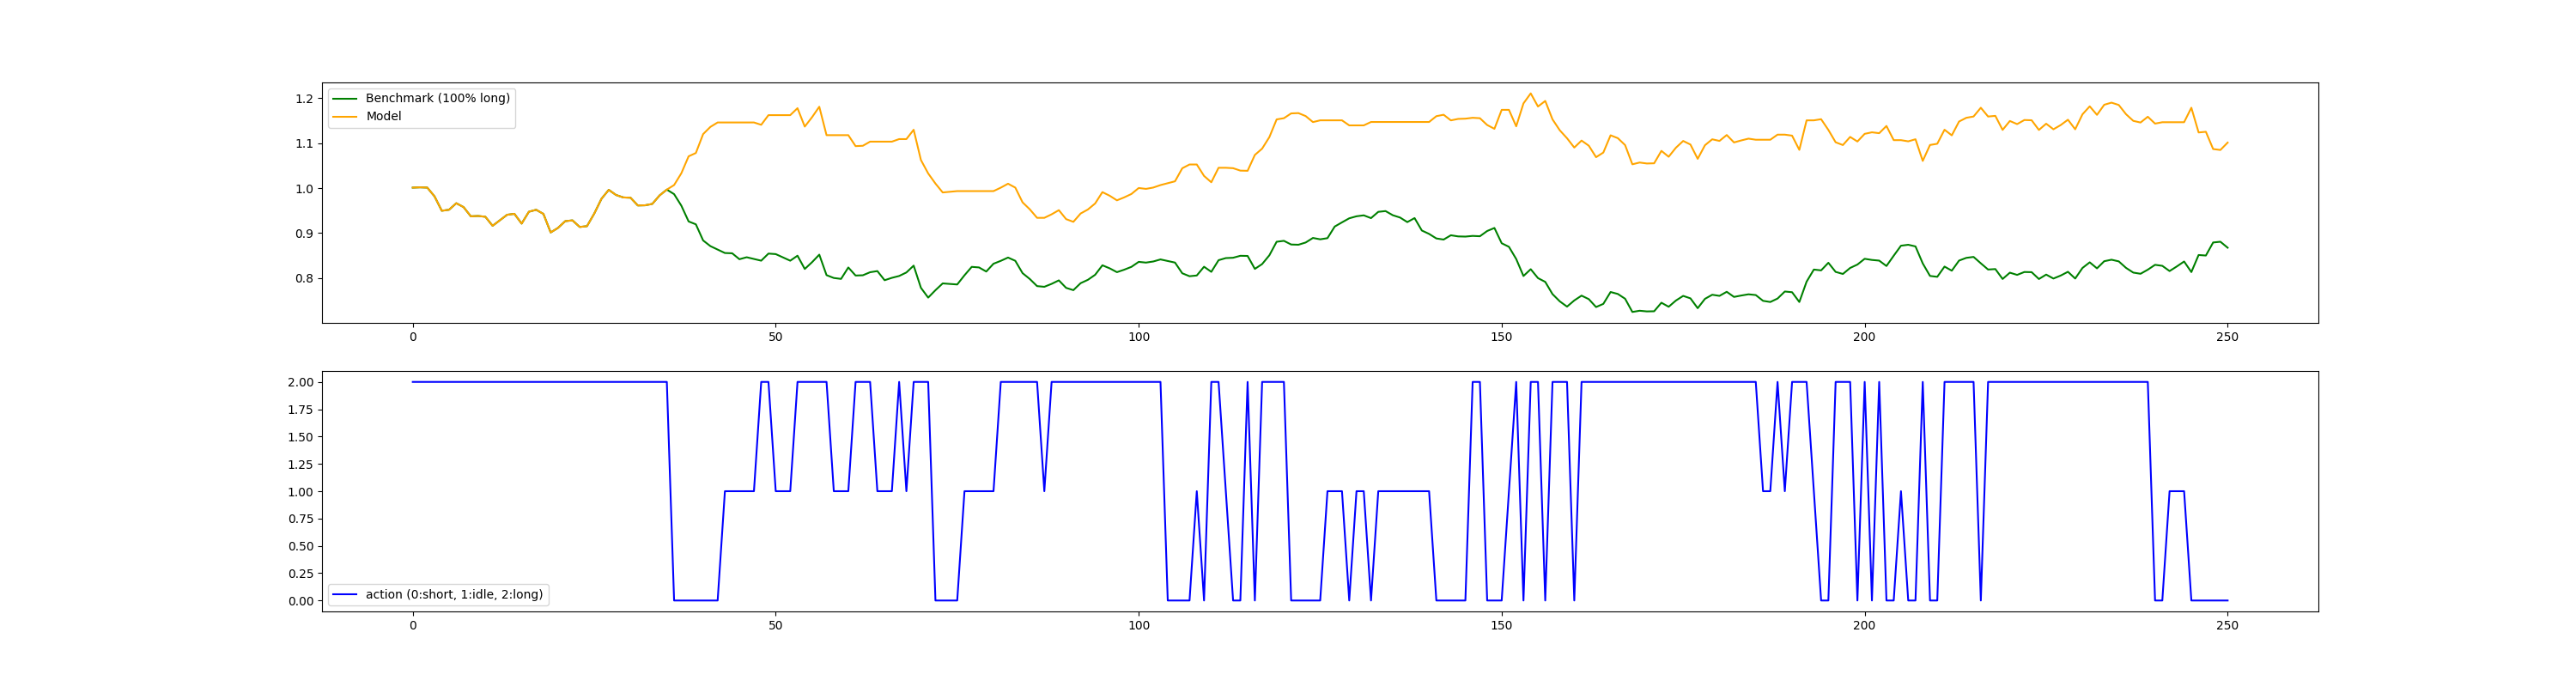 1.2
1.1
1.0
0.9
0.8
Benchmark (100% long)
Model
0 50 100 150 200 250
2.00
1.75
1.50
1.25
1.00
0.75
0.50
0.25
0.00
action (0:short, 1:idle, 2:long)
0 50 100 150 200 250